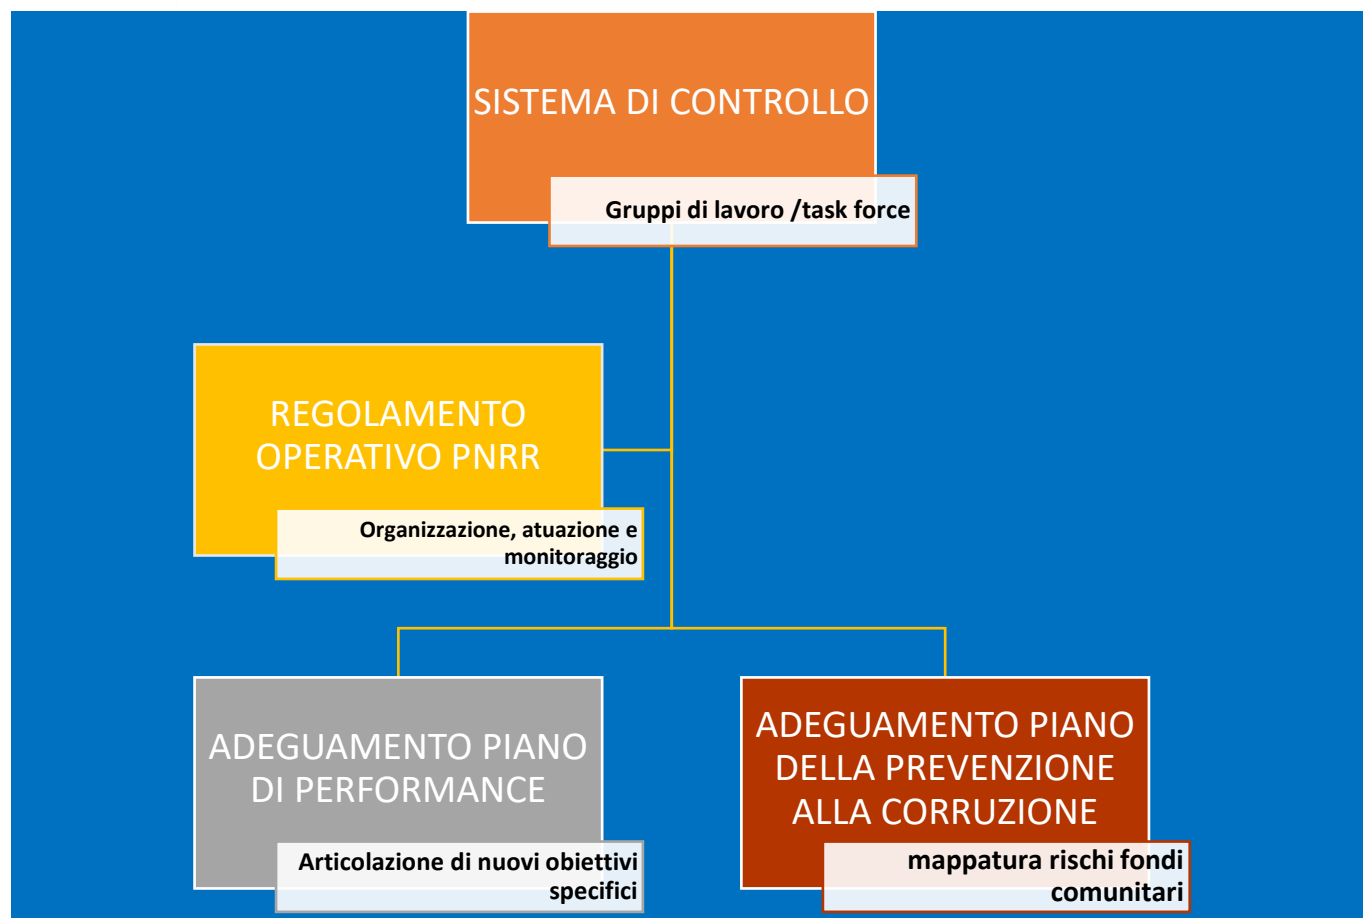 SISTEMA DI CONTROLLO
Gruppi di lavoro /task force
REGOLAMENTO
OPERATIVO PNRR
Organizzazione, atuazione e
monitoraggio
ADEGUAMENTO PIANO
DI PERFORMANCE
Articolazione di nuovi obiettivi
specifici
ADEGUAMENTO PIANO
DELLA PREVENZIONE
ALLA CORRUZIONE
mappatura rischi fondi
comunitari